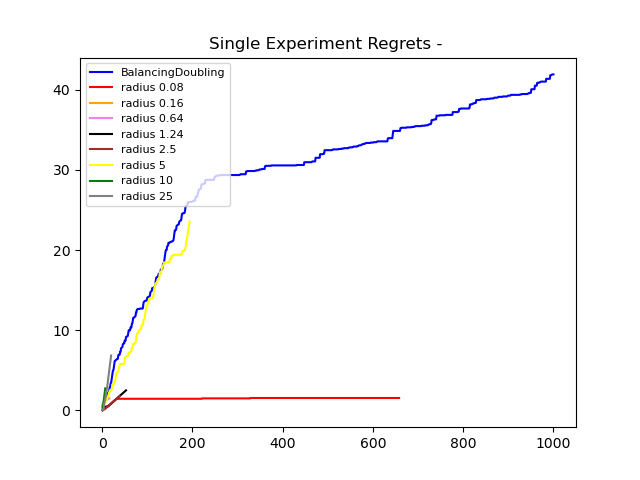 Single Experiment Regrets -
BalancingDoubling
radius 0.08
radius 0.16
radius 0.64
radius 1.24
radius 2.5
radius 5
radius 10
radius 25
40
30
20
10
0
0 200 400 600 800 1000